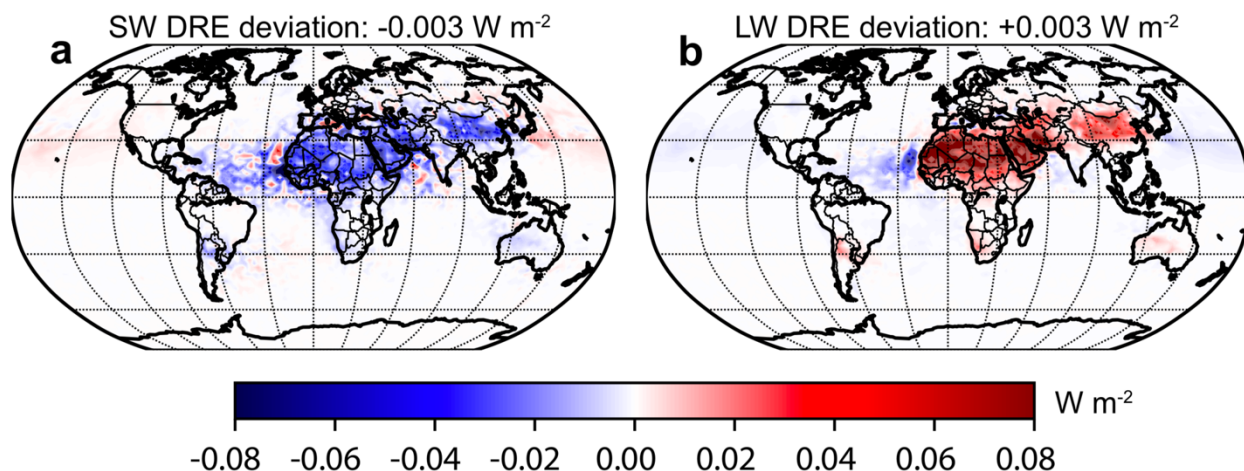 a SW DRE deviation: -0.003 W m⁻²
b LW DRE deviation: +0.003 W m⁻²
W m⁻²
-0.08 -0.06 -0.04 -0.02 0.00 0.02 0.04 0.06 0.08